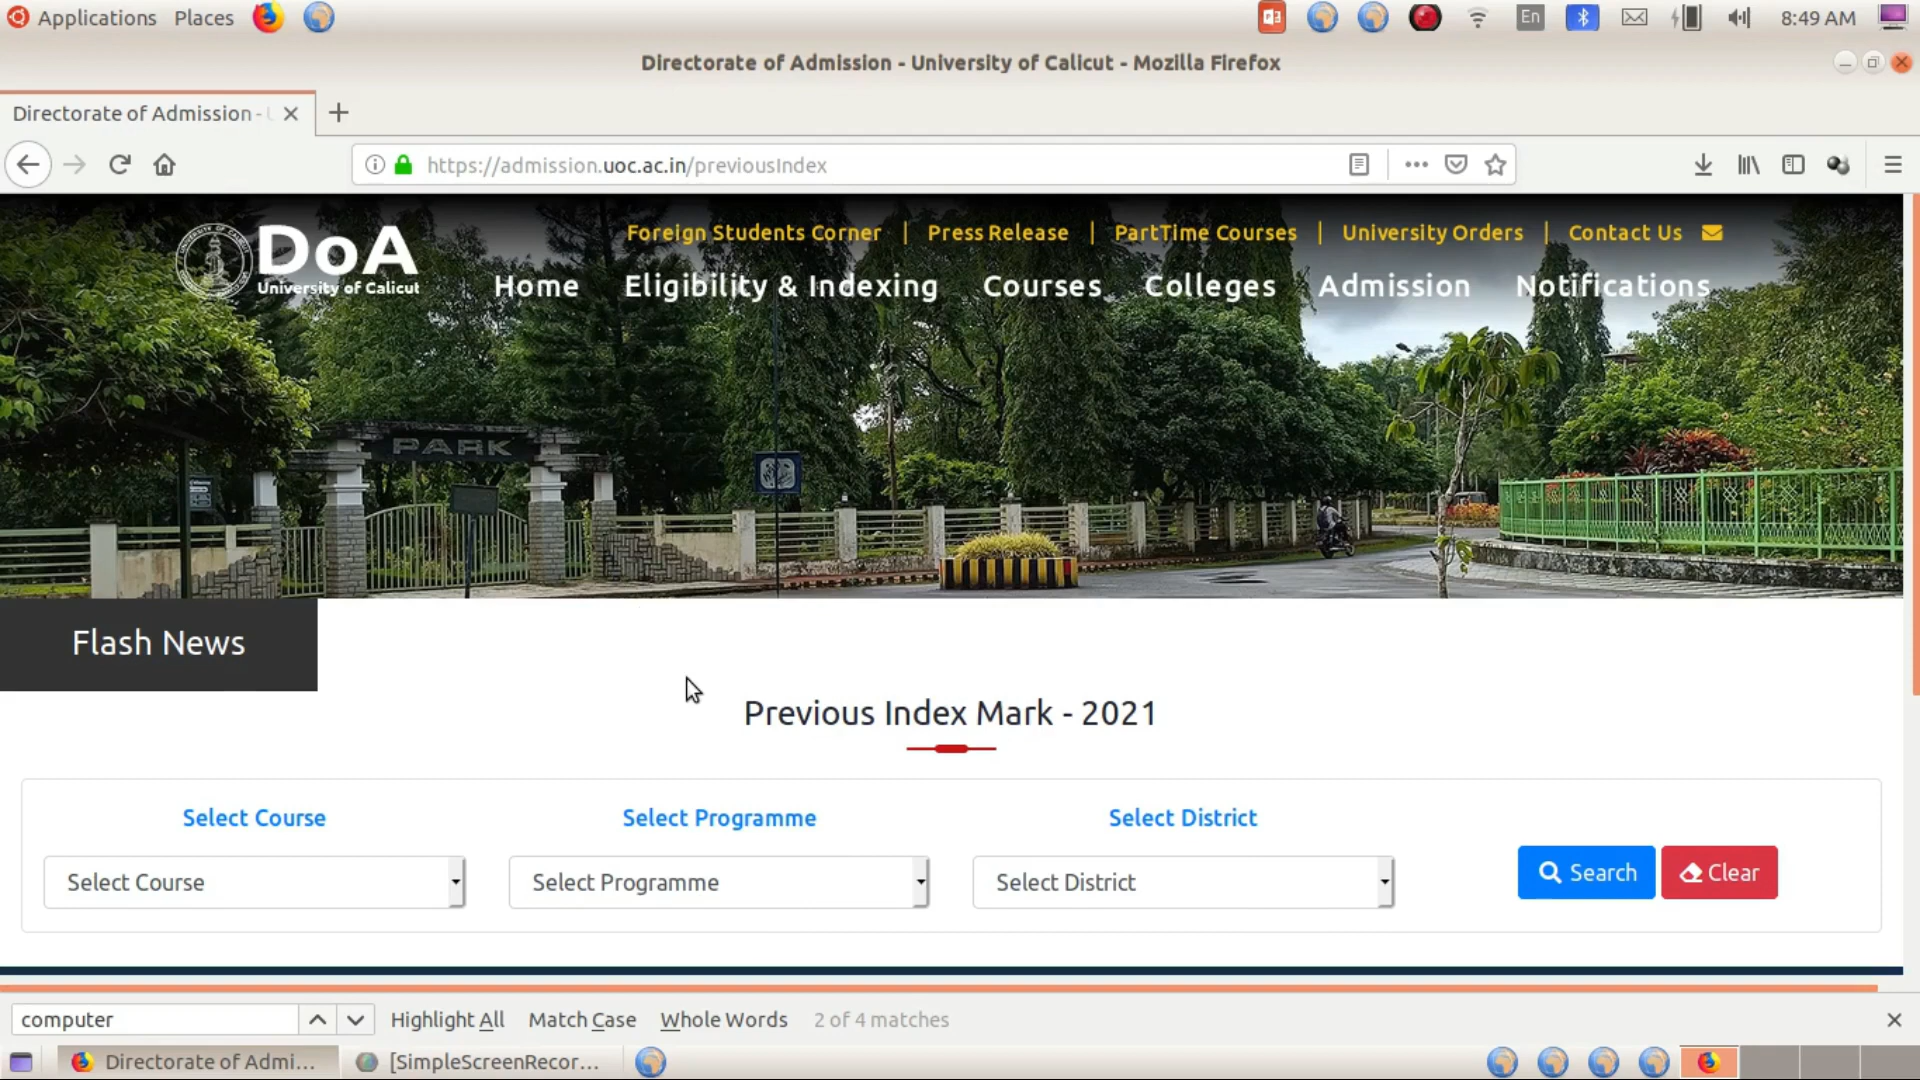 Applications Places En 8:49 AM
Directorate of Admission - University of Calicut - Mozilla Firefox
Directorate of Admission -
https://admission.uoc.ac.in/previousIndex
Foreign Students Corner | Press Release | PartTime Courses | University Orders | Contact Us
DoA
University of Calicut
Home Eligibility & Indexing Courses Colleges Admission Notifications
PARK
Flash News
Previous Index Mark - 2021
Select Course Select Programme Select District
Select Course Select Programme Select District Search Clear
computer Highlight All Match Case Whole Words 2 of 4 matches
Directorate of Admi... [SimpleScreenRecor...